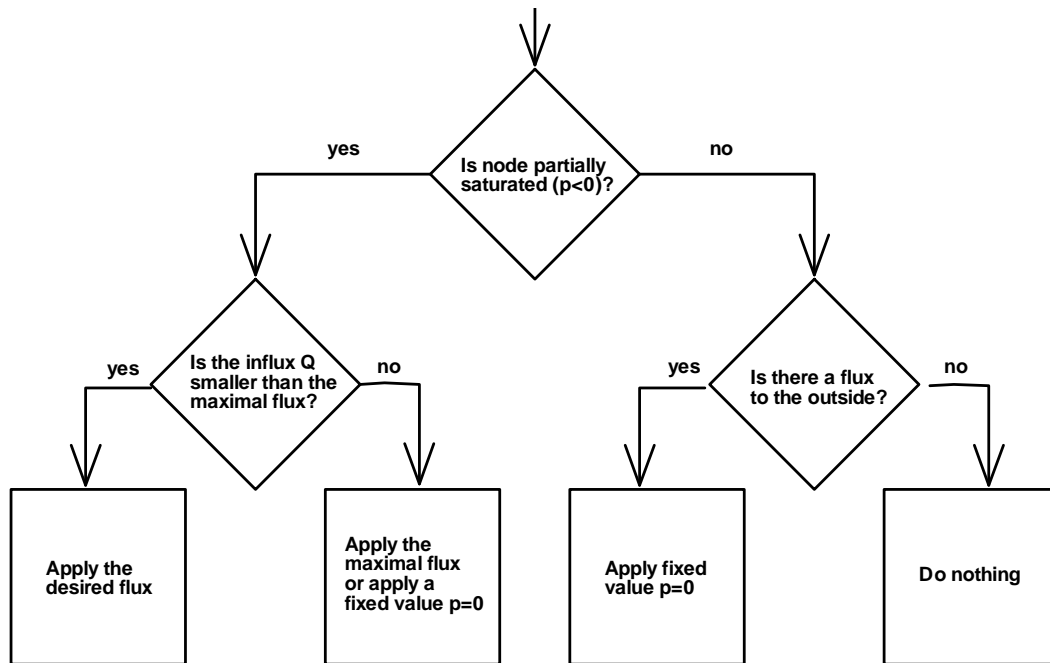 yes
Is node partially
saturated (p<0)?
no
yes
Is the influx Q
smaller than the
maximal flux?
no
yes
Is there a flux
to the outside?
no
Apply the
desired flux
Apply the
maximal flux
or apply a
fixed value p=0
Apply fixed
value p=0
Do nothing